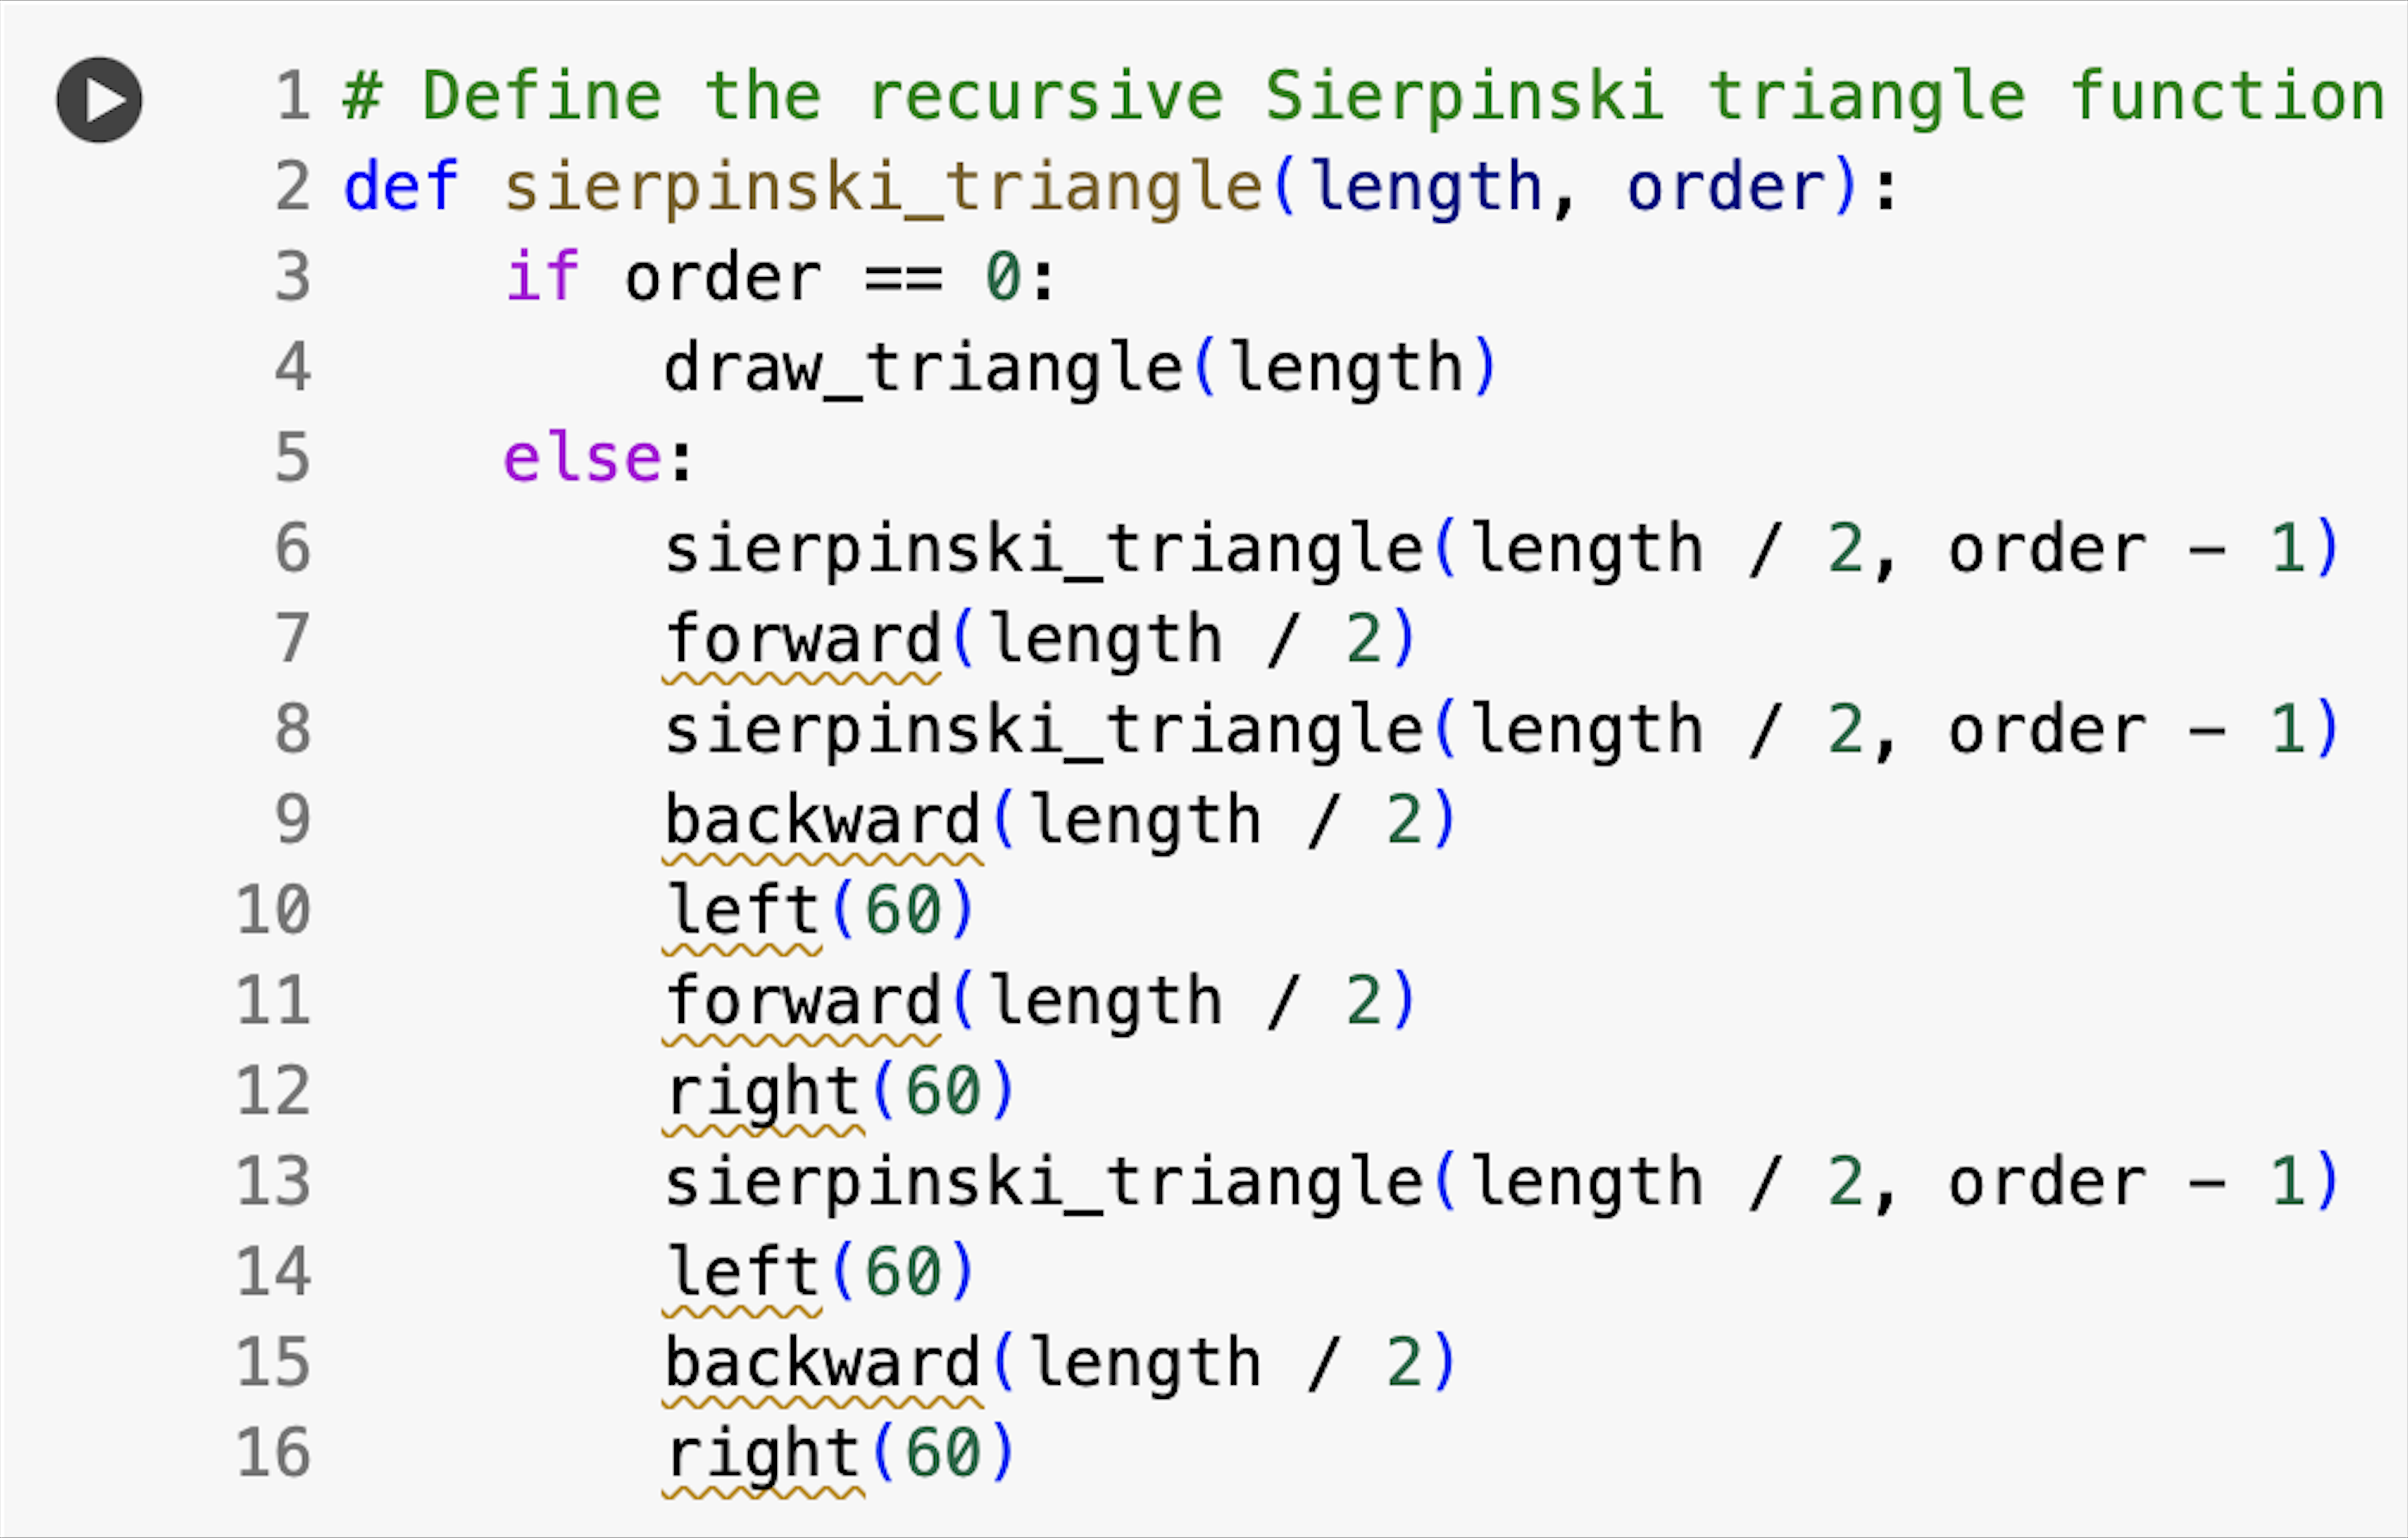 1 # Define the recursive Sierpinski triangle function
2 def sierpinski_triangle(length, order):
3     if order == 0:
4         draw_triangle(length)
5     else:
6         sierpinski_triangle(length / 2, order - 1)
7         forward(length / 2)
8         sierpinski_triangle(length / 2, order - 1)
9         backward(length / 2)
10         left(60)
11         forward(length / 2)
12         right(60)
13         sierpinski_triangle(length / 2, order - 1)
14         left(60)
15         backward(length / 2)
16         right(60)